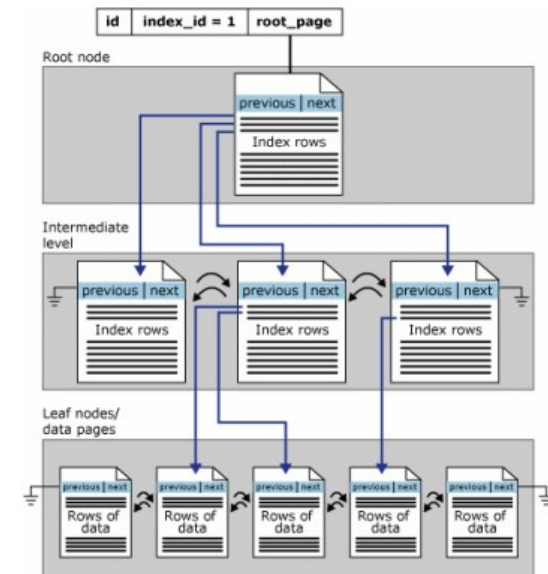 id index_id = 1 root_page
Root node
previous next
Index rows
Intermediate
level
previous next previous next previous next
Index rows Index rows Index rows
Leaf nodes/
data pages
previous next previous next previous next previous next previous next
Rows of Rows of Rows of Rows of Rows of
data data data data data